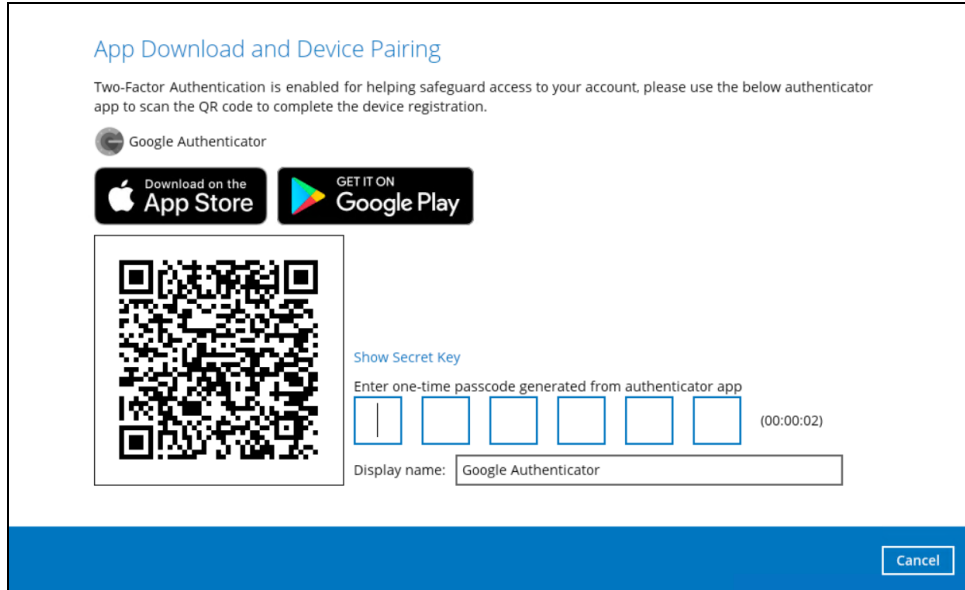 App Download and Device Pairing
Two-Factor Authentication is enabled for helping safeguard access to your account, please use the below authenticator
app to scan the QR code to complete the device registration.
Google Authenticator
Download on the
App Store
GET IT ON
Google Play
Show Secret Key
Enter one-time passcode generated from authenticator app
(00:00:02)
Display name: Google Authenticator
Cancel